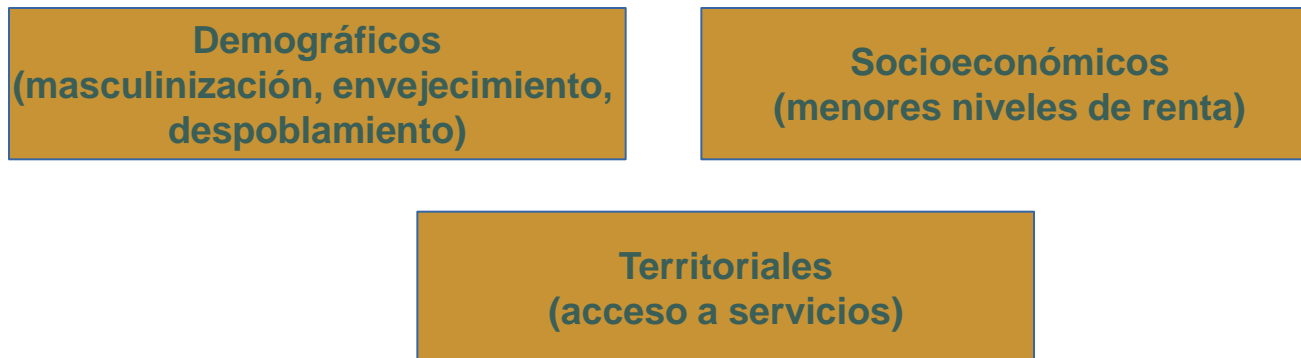 Demográficos
(masculinización, envejecimiento,
despoblamiento)
Socioeconómicos
(menores niveles de renta)
Territoriales
(acceso a servicios)